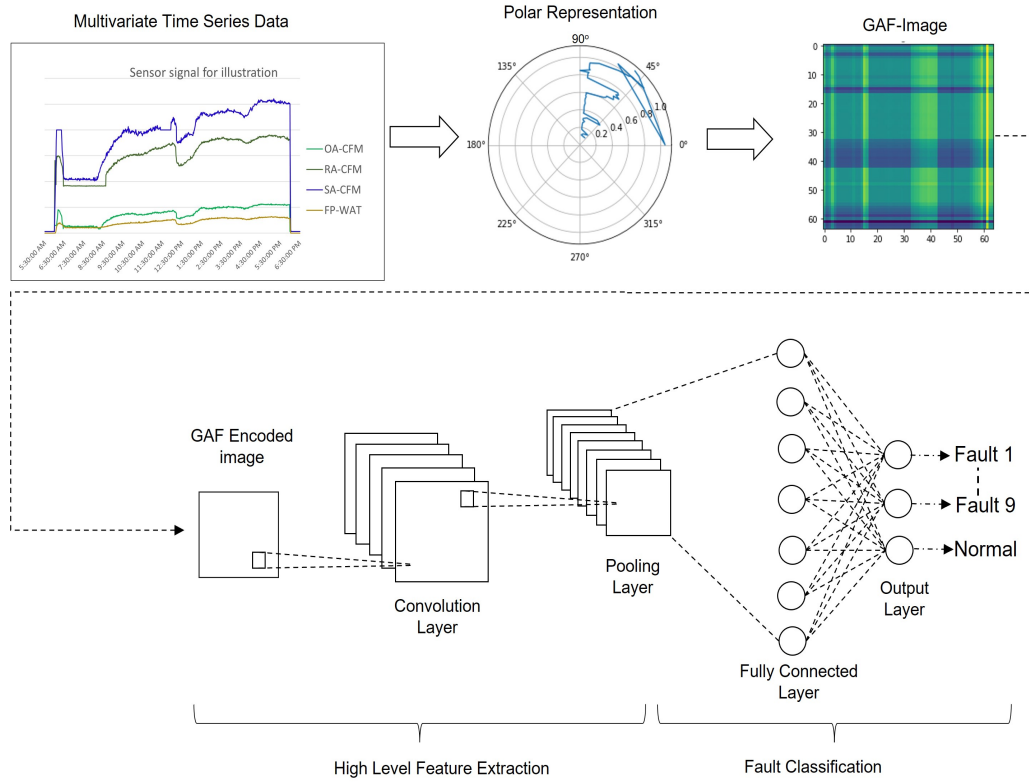 Multivariate Time Series Data
Polar Representation
GAF-Image
Sensor signal for illustration
OA-CFM
RA-CFM
SA-CFM
FP-WAT
5:30:00 AM
6:30:00 AM
7:30:00 AM
8:30:00 AM
9:30:00 AM
10:30:00 AM
11:30:00 AM
12:30:00 PM
1:30:00 PM
2:30:00 PM
3:30:00 PM
4:30:00 PM
5:30:00 PM
6:30:00 PM
90°
135°
45°
180°
0°
225°
315°
270°
0.2
0.4
0.6
0.8
1.0
0
10
20
30
40
50
60
0 10 20 30 40 50 60
GAF Encoded
image
Convolution
Layer
Pooling
Layer
Fully Connected
Layer
Output
Layer
Fault 1
Fault 9
Normal
High Level Feature Extraction
Fault Classification